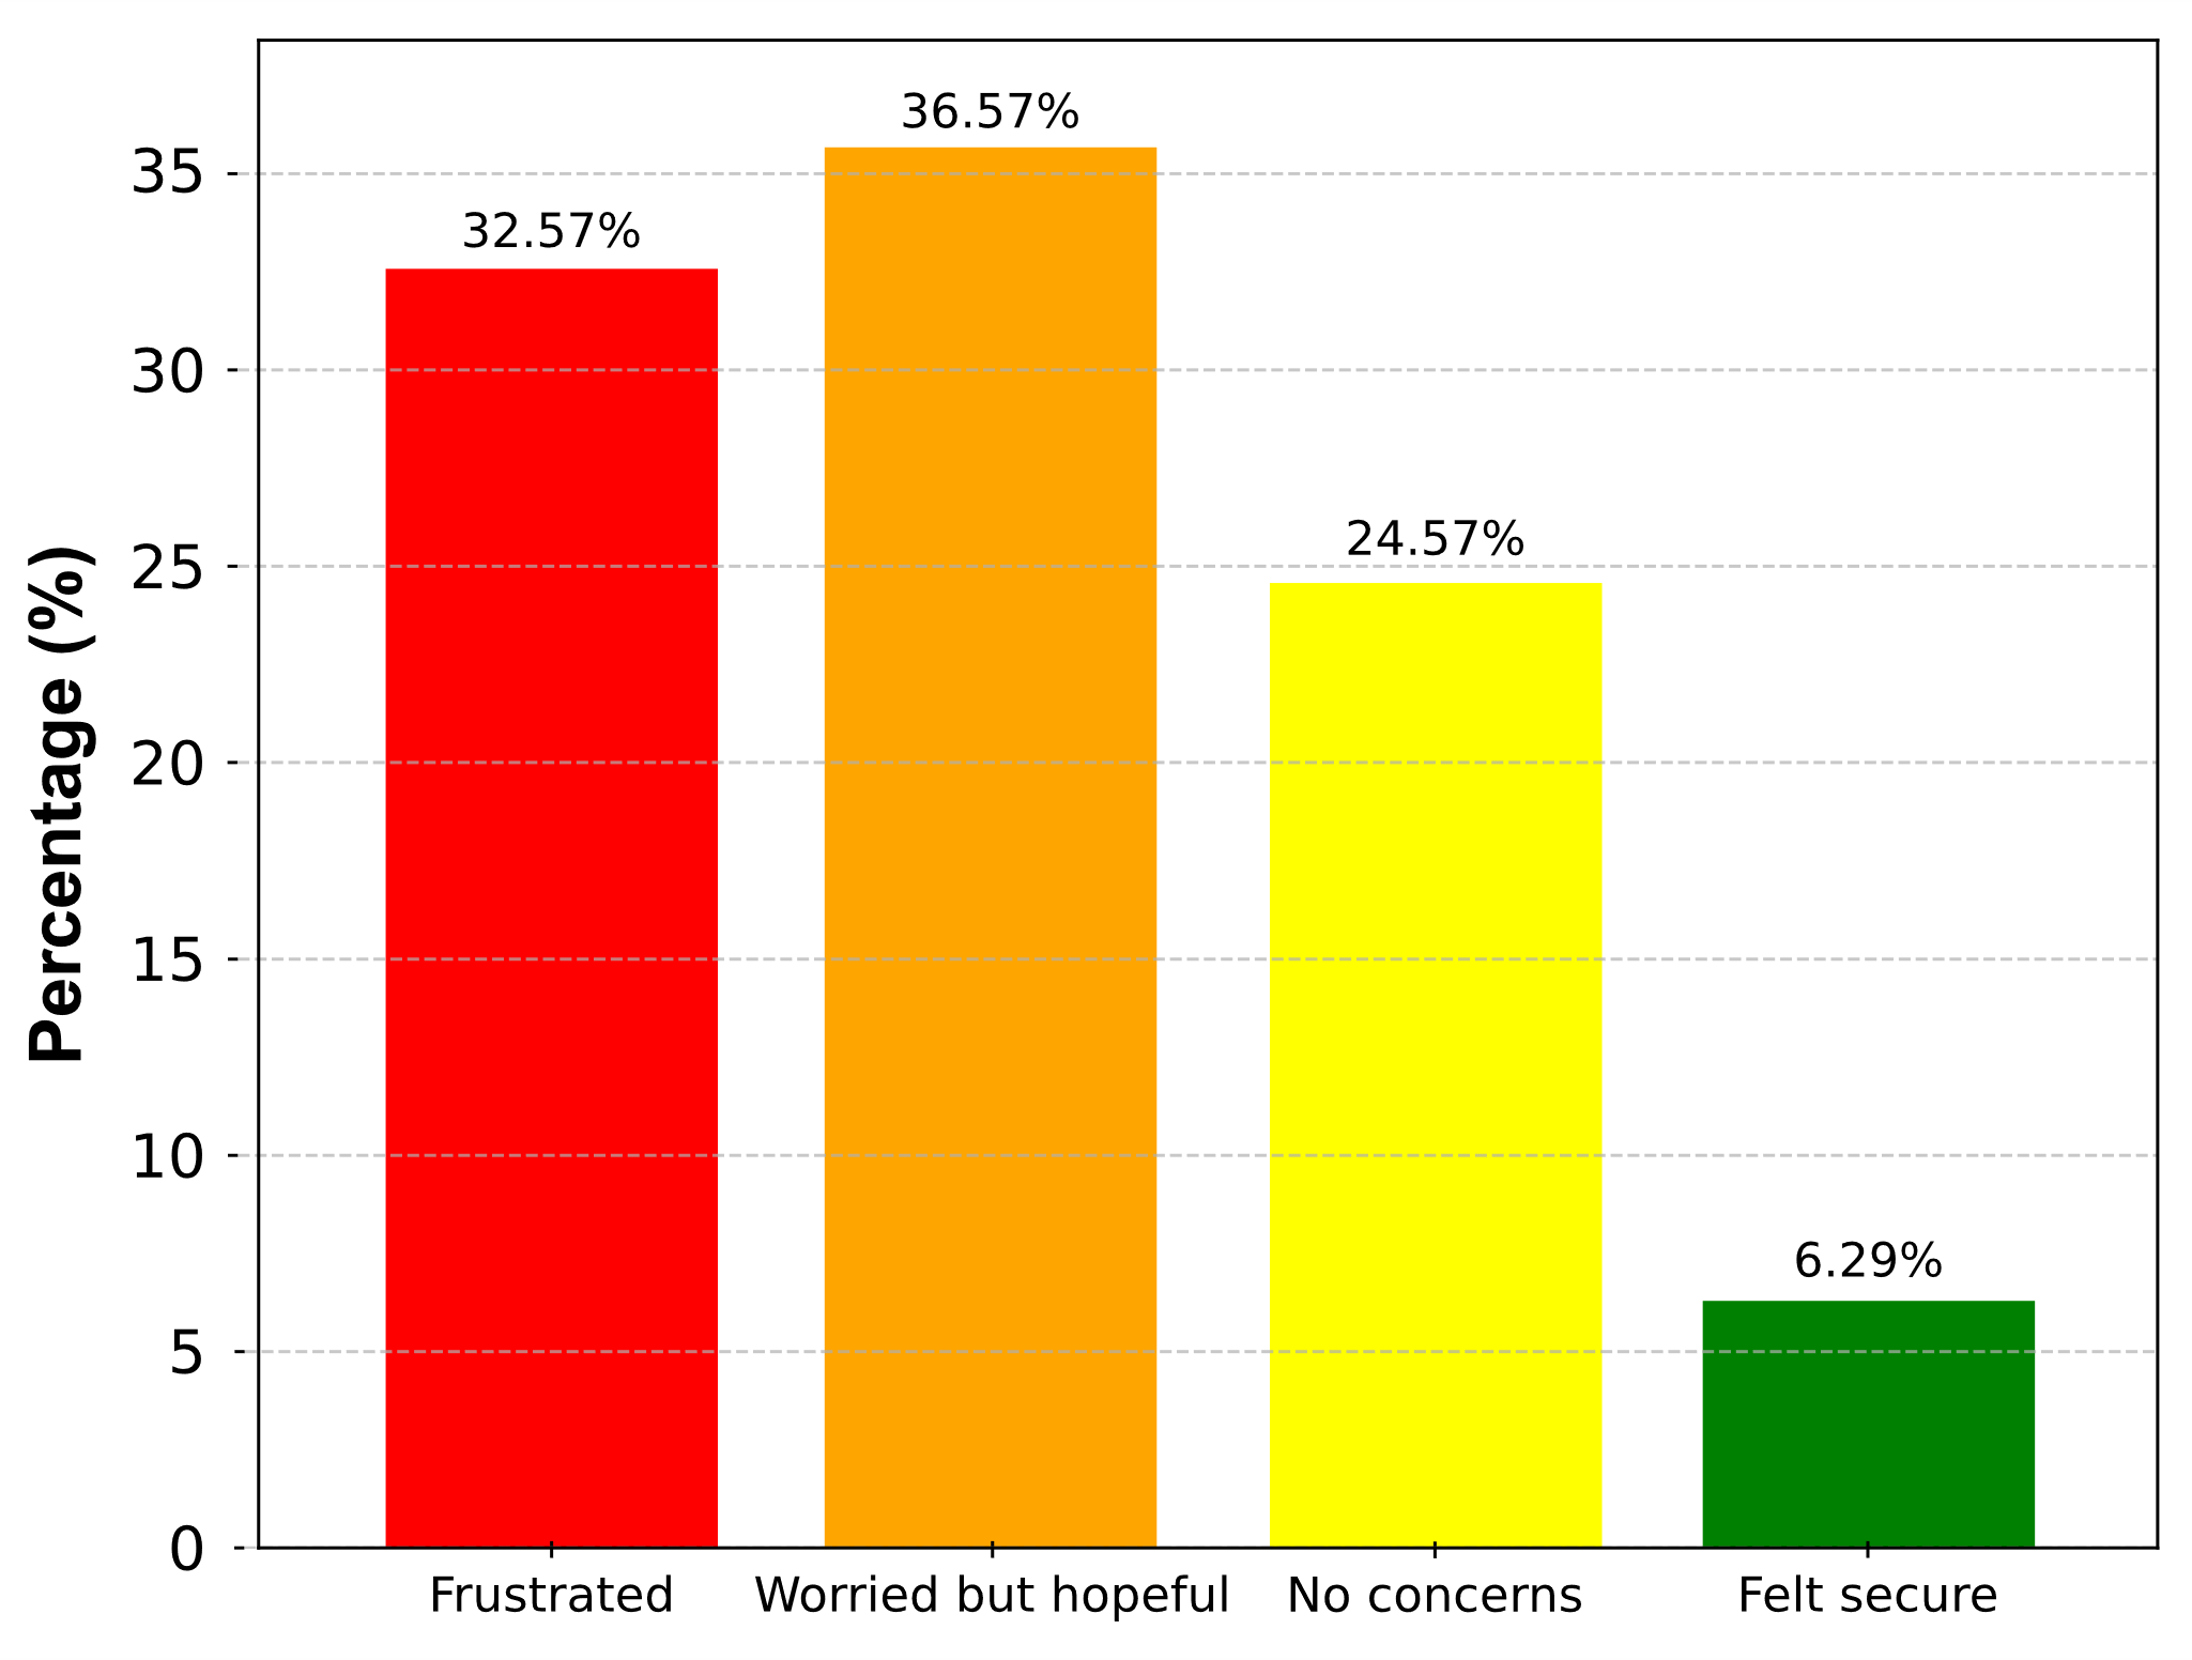 Percentage (%)
35
30
25
20
15
10
5
0
32.57%
36.57%
24.57%
6.29%
Frustrated
Worried but hopeful
No concerns
Felt secure